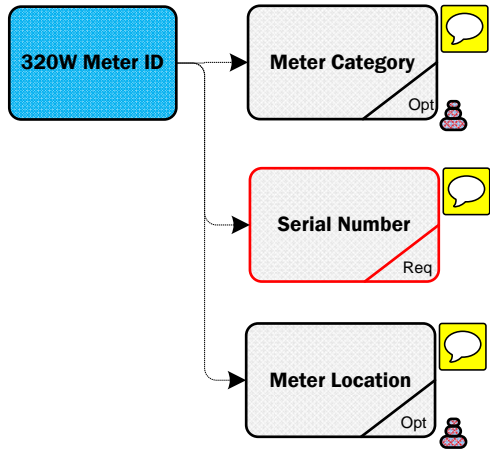 320W Meter ID
Meter Category
Opt
Serial Number
Req
Meter Location
Opt